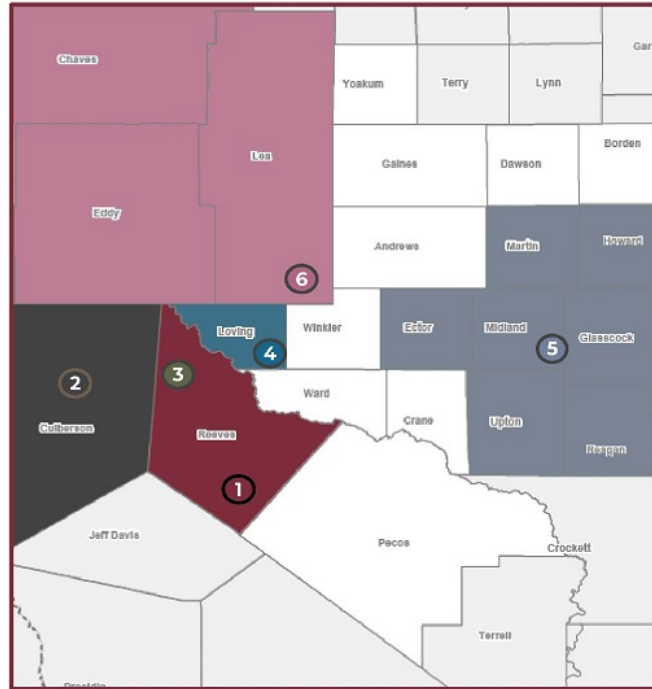 Chaves
Yoakum
Terry
Lynn
Lea
Gaines
Dawson
Borden
Eddy
Andrews
Martin
Howard
6
Loving
Winkler
Ector
Midland
Glasscock
4
5
3
2
Culberson
Reeves
Ward
Crane
Upton
Reagan
1
Jeff Davis
Pecos
Crockett
Terrell